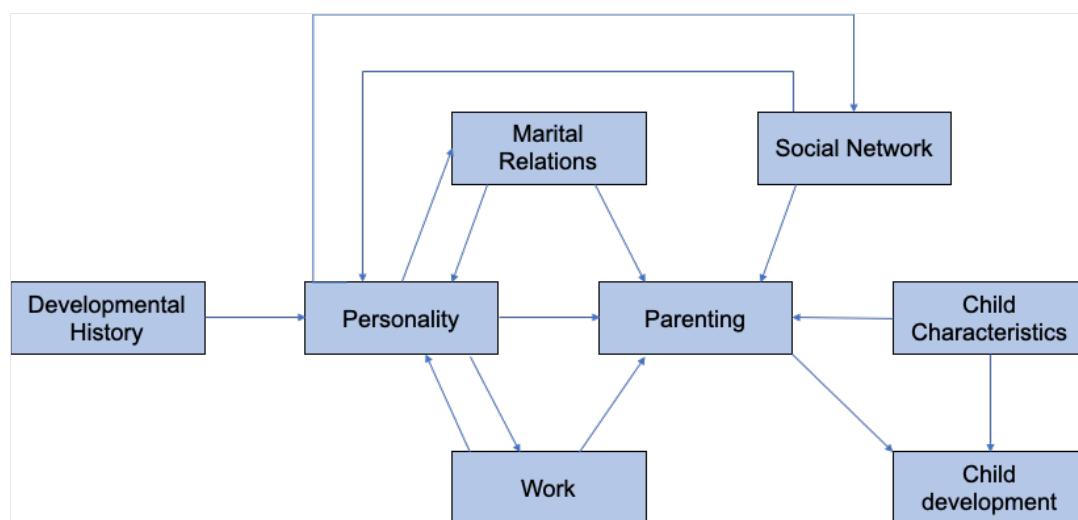 Marital
Relations
Social Network
Developmental
History
Personality
Parenting
Child
Characteristics
Work
Child
development